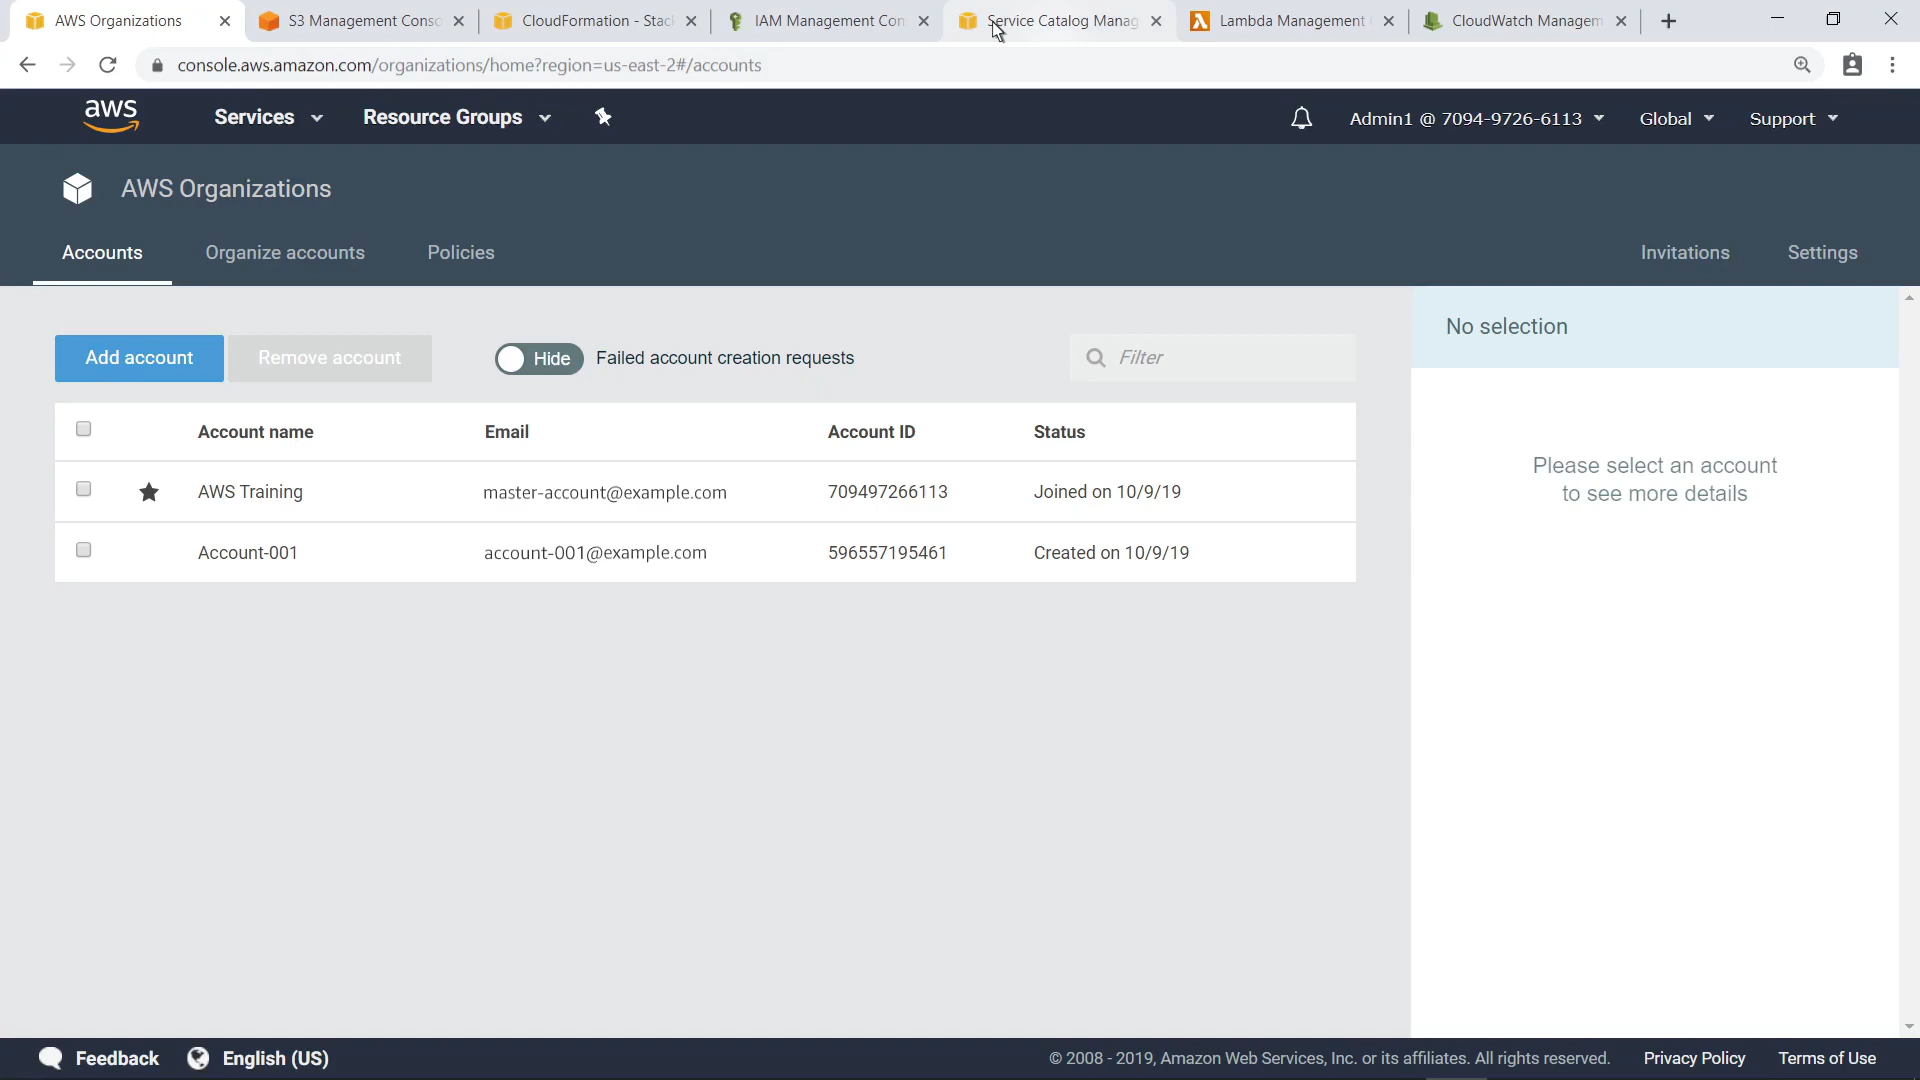 AWS Organizations
S3 Management Conso
CloudFormation - Stac
IAM Management Con
Service Catalog Manag
Lambda Management
CloudWatch Managem
console.aws.amazon.com/organizations/home?region=us-east-2#/accounts
aws
Services
Resource Groups
Admin1 @ 7094-9726-6113
Global
Support
AWS Organizations
Accounts
Organize accounts
Policies
Invitations
Settings
Add account
Remove account
Hide
Failed account creation requests
Filter
No selection
Account name
Email
Account ID
Status
AWS Training
master-account@example.com
709497266113
Joined on 10/9/19
Account-001
account-001@example.com
596557195461
Created on 10/9/19
Please select an account
to see more details
Feedback
English (US)
© 2008 - 2019, Amazon Web Services, Inc. or its affiliates. All rights reserved.
Privacy Policy
Terms of Use